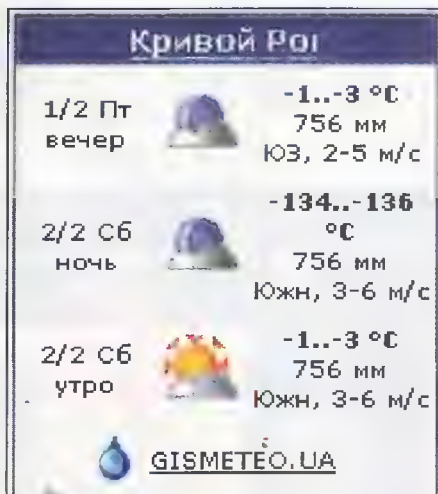 Кривой Рог
1/2 Пт
вечер
-1..-3 °C
756 мм
ЮЗ, 2-5 м/с
2/2 Сб
ночь
-134..-136
°C
756 мм
Южн, 3-6 м/с
2/2 Сб
утро
-1..-3 °C
756 мм
Южн, 3-6 м/с
GISMETEO.UA